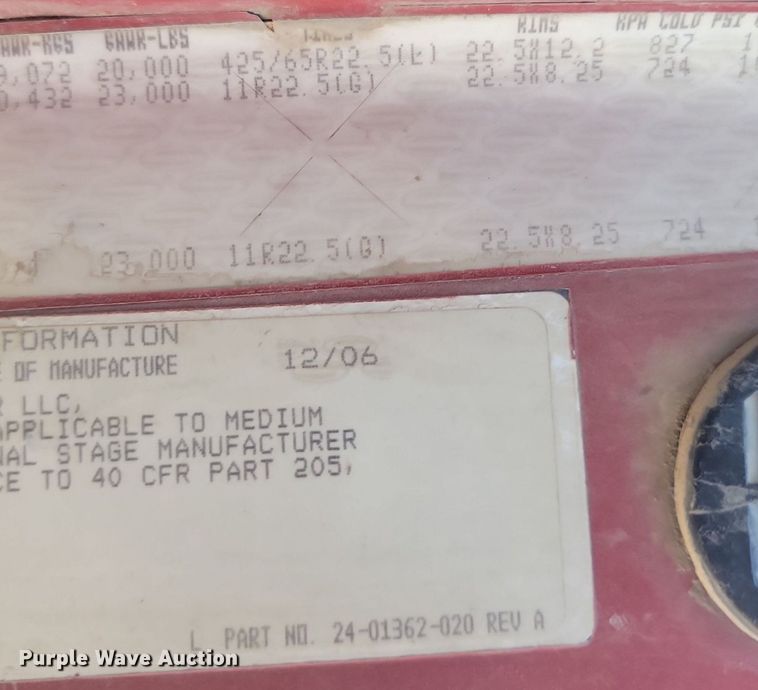 GAWR-LBS TIRES RIMS KPA COLD PSI
9,072 20,000 425/65R22.5(L) 22.5X12.2 827
0,432 23,000 11R22.5(G) 22.5X8.25 724
23,000 11R22.5(G) 22.5X8.25 724
FORMATION
OF MANUFACTURE 12/06
R LLC,
APPLICABLE TO MEDIUM
NAL STAGE MANUFACTURER
CE TO 40 CFR PART 205,
L PART NO. 24-01362-020 REV A
Purple Wave Auction